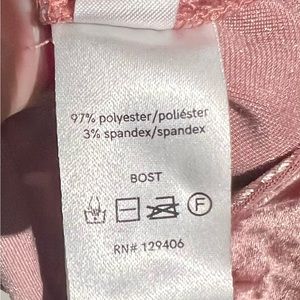 97% polyester/poliéster
3% spandex/spandex
BOST
F
RN# 129406